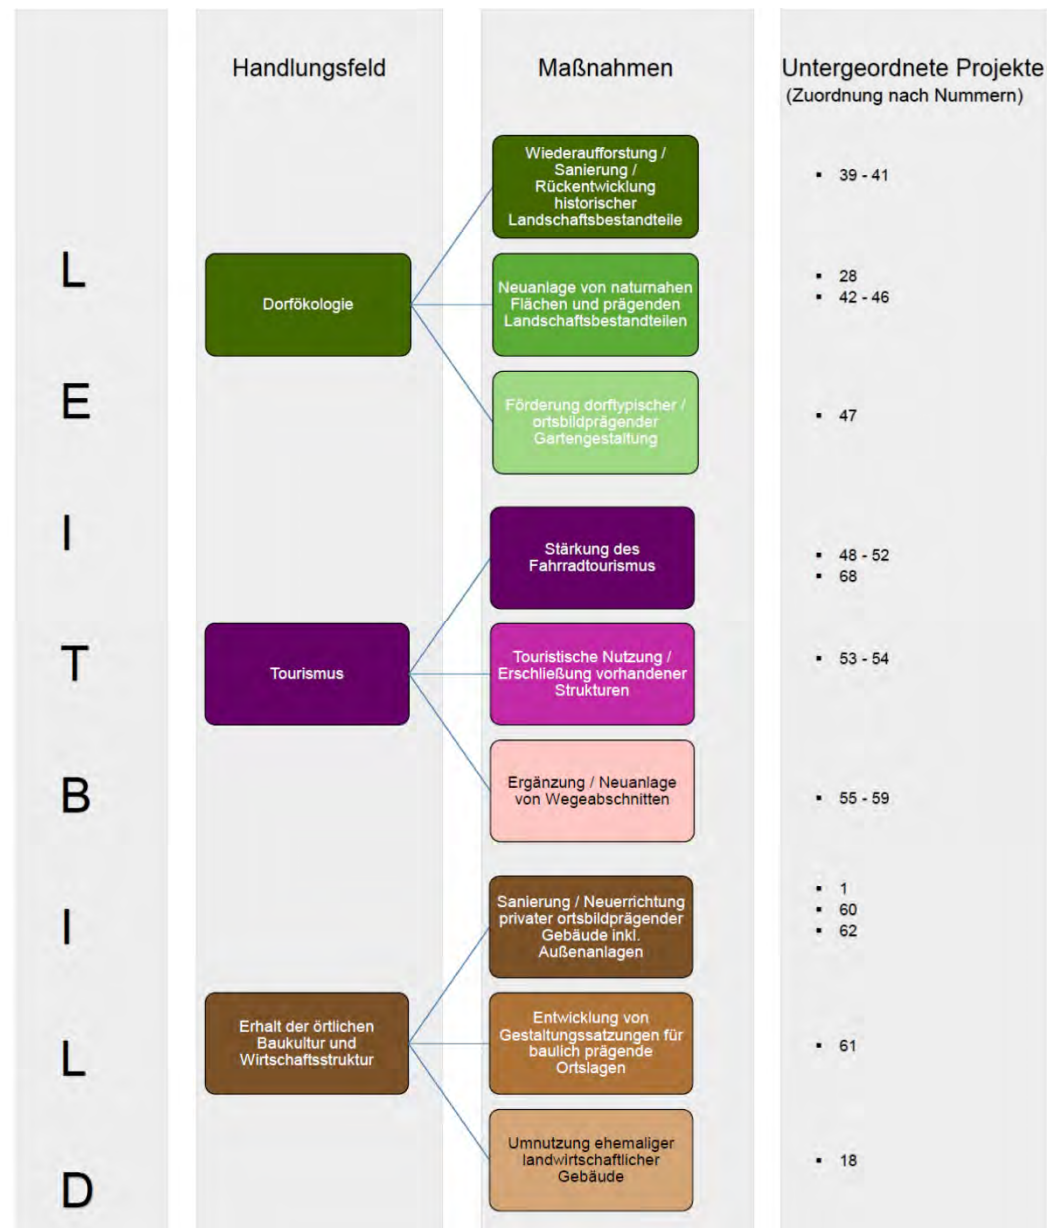 Handlungsfeld
Maßnahmen
Untergeordnete Projekte
(Zuordnung nach Nummern)
L
E
I
T
B
I
L
D
Dorfökologie
Wiederaufforstung /
Sanierung /
Rückentwicklung
historischer
Landschaftsbestandteile
▪ 39 - 41
Neuanlage von naturnahen
Flächen und prägenden
Landschaftsbestandteilen
▪ 28
▪ 42 - 46
Förderung dorftypischer /
ortsbildprägender
Gartengestaltung
▪ 47
Tourismus
Stärkung des
Fahrradtourismus
▪ 48 - 52
▪ 68
Touristische Nutzung /
Erschließung vorhandener
Strukturen
▪ 53 - 54
Ergänzung / Neuanlage
von Wegeabschnitten
▪ 55 - 59
Erhalt der örtlichen
Baukultur und
Wirtschaftsstruktur
Sanierung / Neuerrichtung
privater ortsbildprägender
Gebäude inkl.
Außenanlagen
▪ 1
▪ 60
▪ 62
Entwicklung von
Gestaltungssatzungen für
baulich prägende
Ortslagen
▪ 61
Umnutzung ehemaliger
landwirtschaftlicher
Gebäude
▪ 18